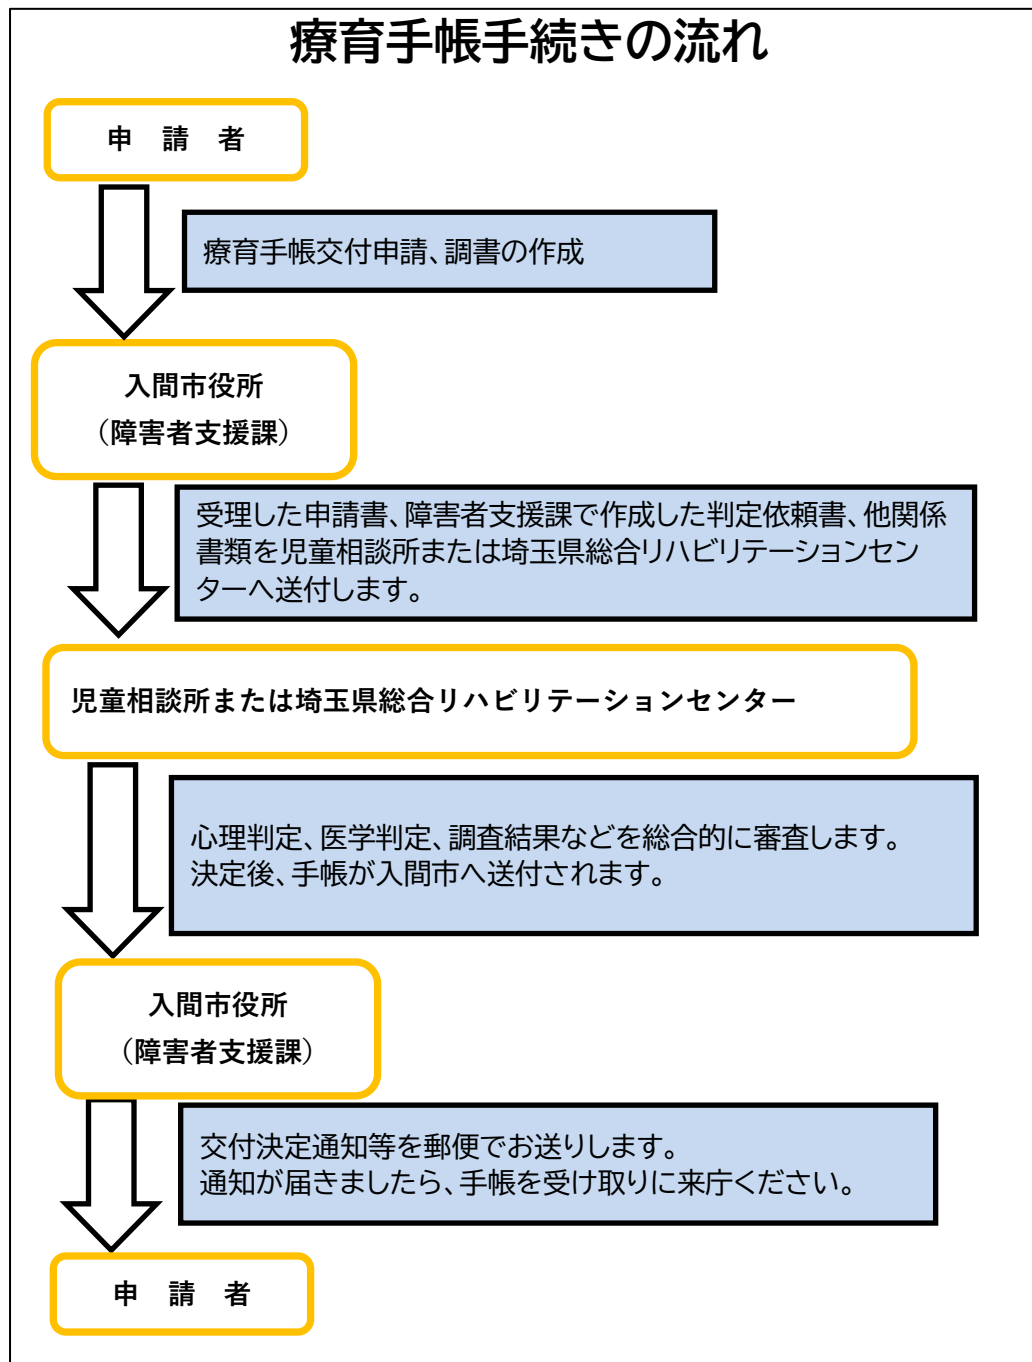 療育手帳手続きの流れ
申　請　者
療育手帳交付申請、調書の作成
入間市役所
（障害者支援課）
受理した申請書、障害者支援課で作成した判定依頼書、他関係
書類を児童相談所または埼玉県総合リハビリテーションセン
ターへ送付します。
児童相談所または埼玉県総合リハビリテーションセンター
心理判定、医学判定、調査結果などを総合的に審査します。
決定後、手帳が入間市へ送付されます。
入間市役所
（障害者支援課）
交付決定通知等を郵便でお送りします。
通知が届きましたら、手帳を受け取りに来庁ください。
申　請　者